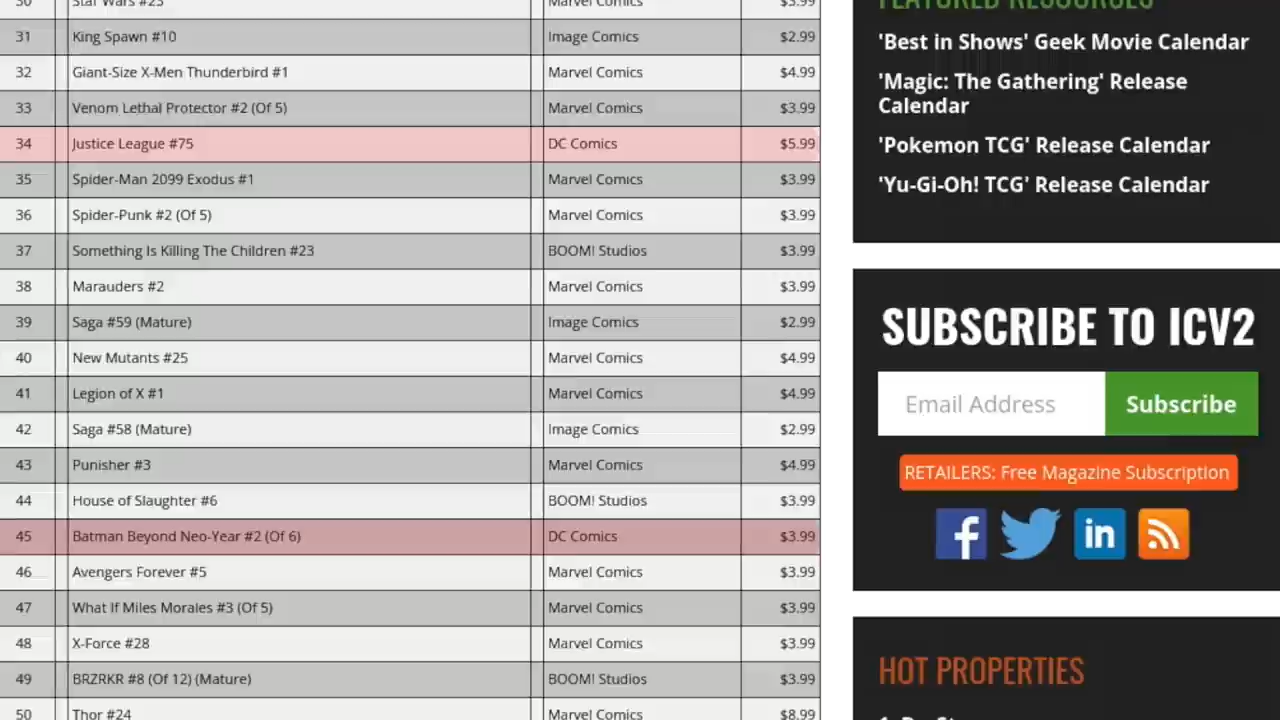 30 Star Wars #23 Marvel Comics $3.99
31 King Spawn #10 Image Comics $2.99
32 Giant-Size X-Men Thunderbird #1 Marvel Comics $4.99
33 Venom Lethal Protector #2 (Of 5) Marvel Comics $3.99
34 Justice League #75 DC Comics $5.99
35 Spider-Man 2099 Exodus #1 Marvel Comics $3.99
36 Spider-Punk #2 (Of 5) Marvel Comics $3.99
37 Something Is Killing The Children #23 BOOM! Studios $3.99
38 Marauders #2 Marvel Comics $3.99
39 Saga #59 (Mature) Image Comics $2.99
40 New Mutants #25 Marvel Comics $4.99
41 Legion of X #1 Marvel Comics $4.99
42 Saga #58 (Mature) Image Comics $2.99
43 Punisher #3 Marvel Comics $4.99
44 House of Slaughter #6 BOOM! Studios $3.99
45 Batman Beyond Neo-Year #2 (Of 6) DC Comics $3.99
46 Avengers Forever #5 Marvel Comics $3.99
47 What If Miles Morales #3 (Of 5) Marvel Comics $3.99
48 X-Force #28 Marvel Comics $3.99
49 BRZRKR #8 (Of 12) (Mature) BOOM! Studios $3.99
50 Thor #24 Marvel Comics $8.99
FEATURED RESOURCES
'Best in Shows' Geek Movie Calendar
'Magic: The Gathering' Release
Calendar
'Pokemon TCG' Release Calendar
'Yu-Gi-Oh! TCG' Release Calendar
SUBSCRIBE TO ICV2
Email Address Subscribe
RETAILERS: Free Magazine Subscription
f in
HOT PROPERTIES